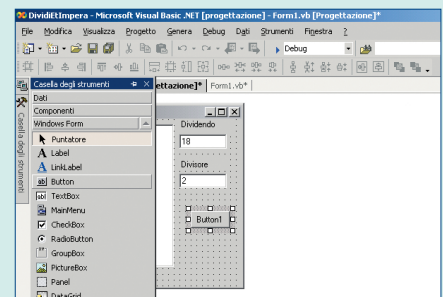 DividiEtImpera - Microsoft Visual Basic .NET [progettazione] - Form1.vb [Progettazione]*
File Modifica Visualizza Progetto Genera Debug Dati Strumenti Finestra ?
Debug
Casella degli strumenti
ettazione]* Form1.vb*
Casella degli strumenti
Dati
Componenti
Windows Form
Puntatore
A Label
A LinkLabel
ab Button
abl TextBox
MainMenu
CheckBox
RadioButton
GroupBox
PictureBox
Panel
DataGrid
Dividendo
18
Divisore
2
Button1